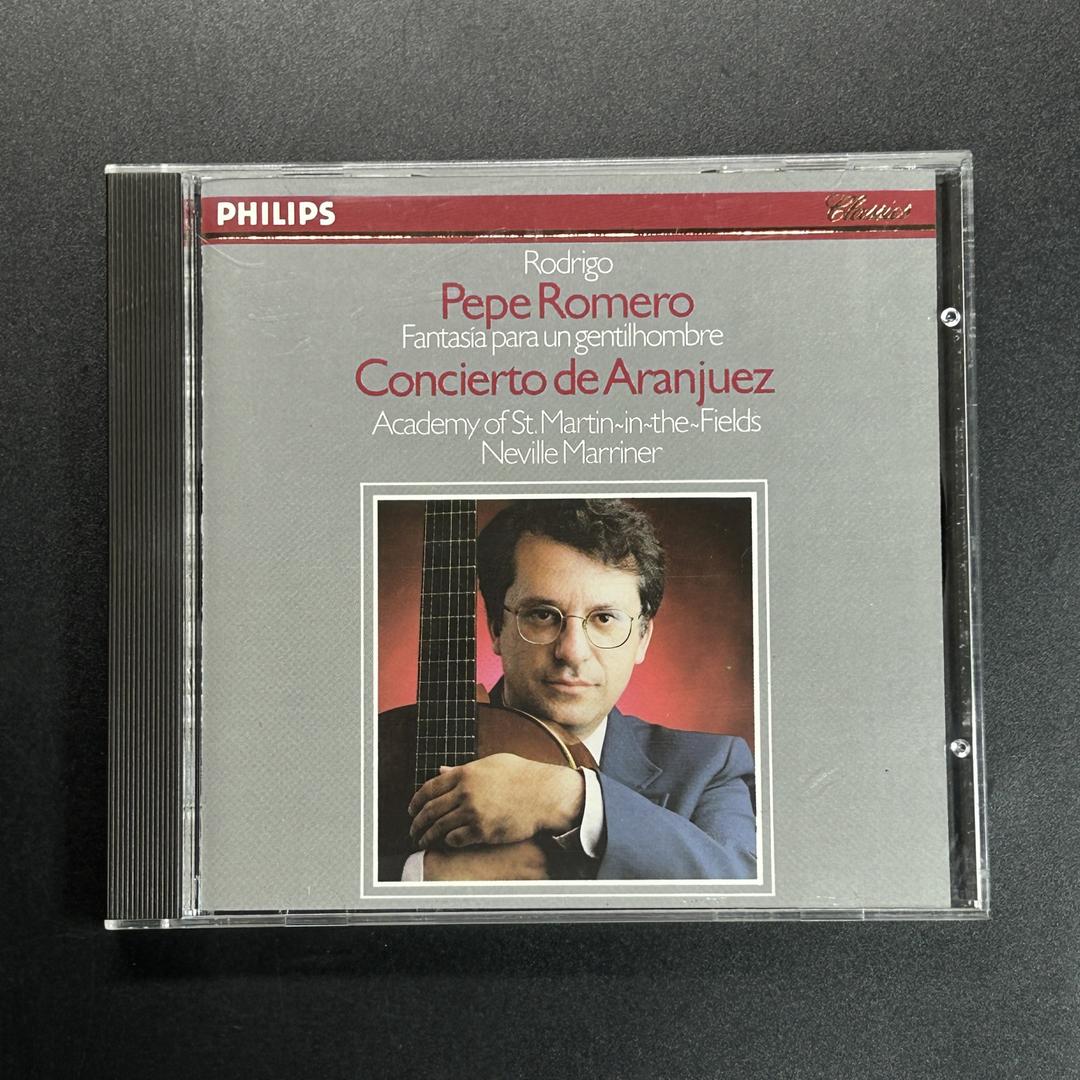 PHILIPS
Classics
Rodrigo
Pepe Romero
Fantasía para un gentilhombre
Concierto de Aranjuez
Academy of St. Martin~in~the~Fields
Neville Marriner